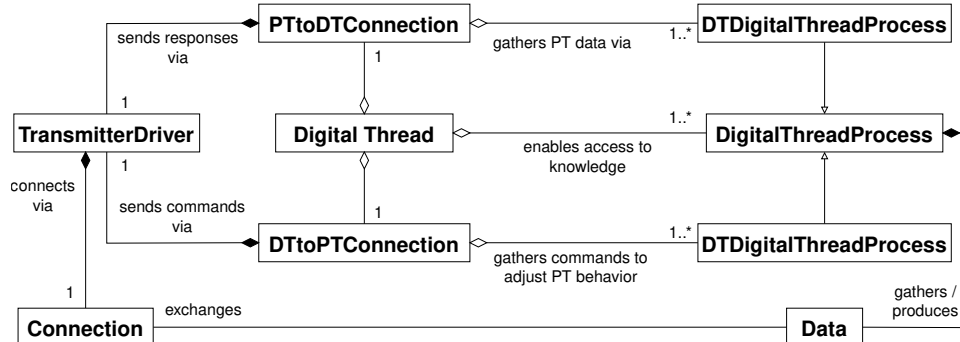 PTtoDTConnection
DTDigitalThreadProcess
sends responses
via
gathers PT data via
1..*
1
1
TransmitterDriver
Digital Thread
1..*
DigitalThreadProcess
enables access to
knowledge
1
connects
via
sends commands
via
1
1..*
DTtoPTConnection
DTDigitalThreadProcess
gathers commands to
adjust PT behavior
1
gathers /
produces
exchanges
Connection
Data